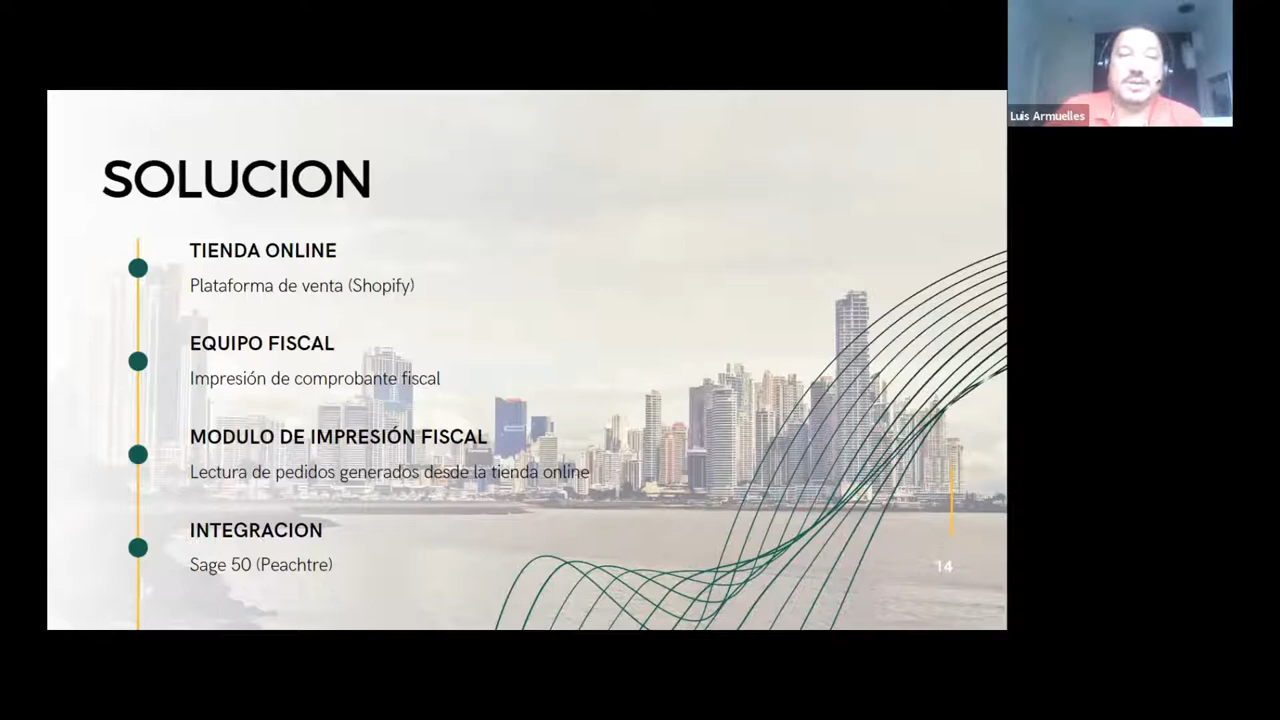 Luis Armuelles
SOLUCION
TIENDA ONLINE
Plataforma de venta (Shopify)
EQUIPO FISCAL
Impresión de comprobante fiscal
MODULO DE IMPRESIÓN FISCAL
Lectura de pedidos generados desde la tienda online
INTEGRACION
Sage 50 (Peachtre)
14